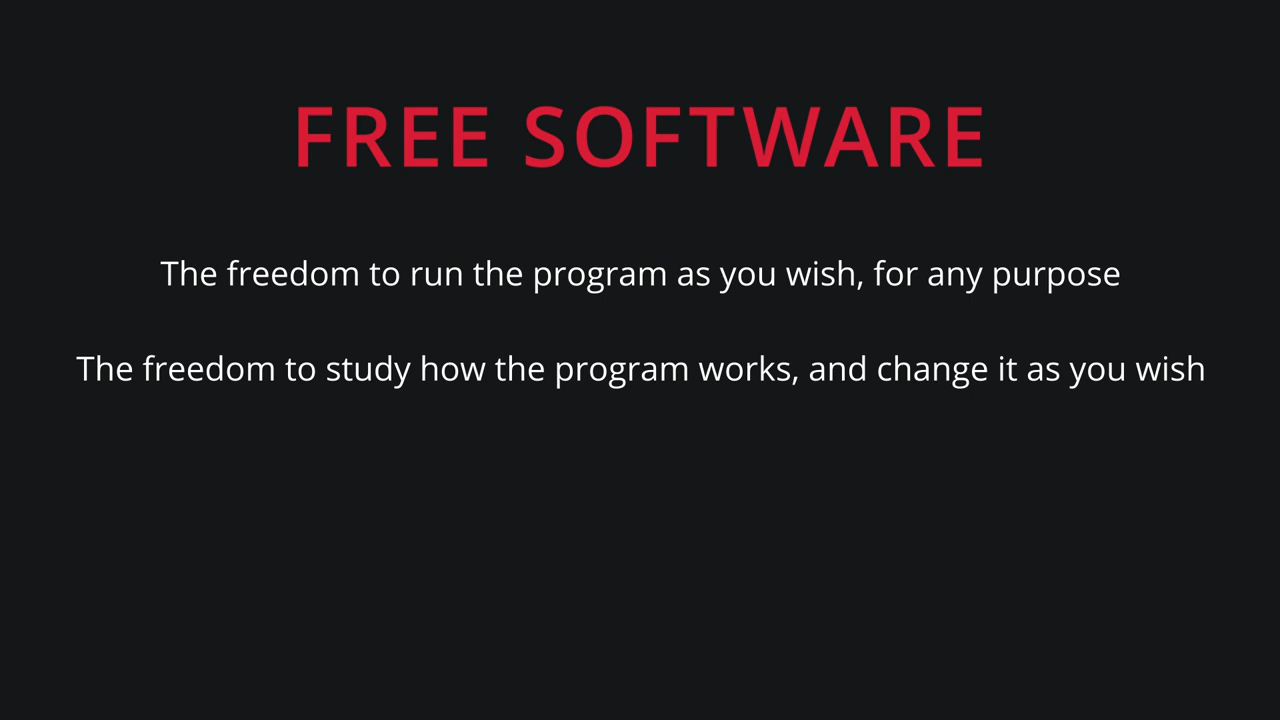 FREE SOFTWARE
The freedom to run the program as you wish, for any purpose
The freedom to study how the program works, and change it as you wish